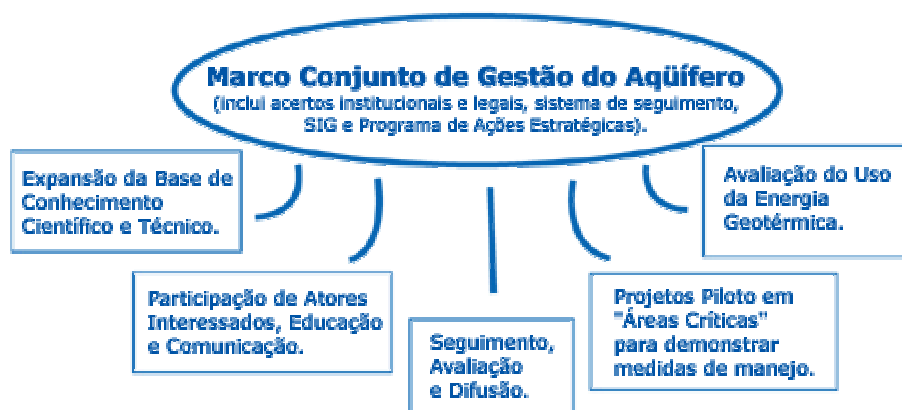 Marco Conjunto de Gestão do Aqüífero
(inclui acertos institucionais e legais, sistema de seguimento,
SIG e Programa de Ações Estratégicas).
Expansão da Base de
Conhecimento
Científico e Técnico.
Participação de Atores
Interessados, Educação
e Comunicação.
Seguimento,
Avaliação
e Difusão.
Projetos Piloto em
"Áreas Críticas"
para demonstrar
medidas de manejo.
Avaliação do Uso
da Energia
Geotérmica.